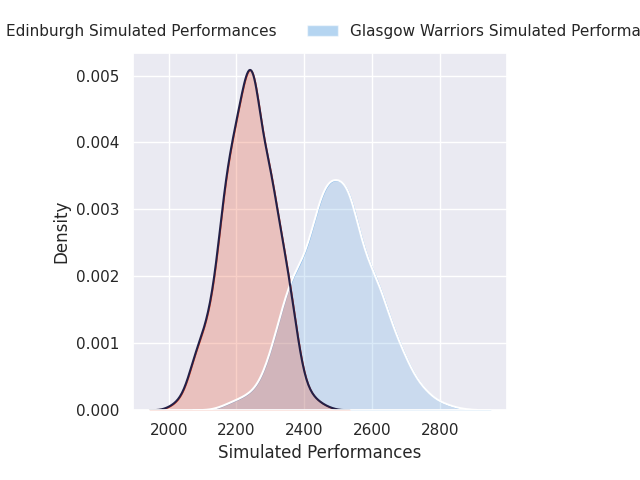 Edinburgh Simulated Performances
Glasgow Warriors Simulated Performa
0.005
0.004
0.003
0.002
0.001
0.000
Density
2000 2200 2400 2600 2800
Simulated Performances